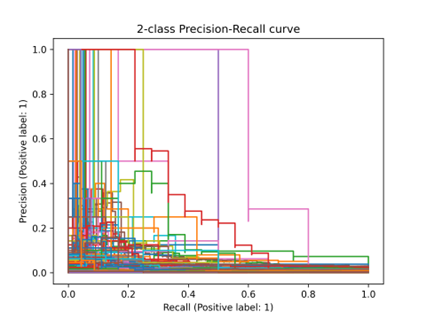 2-class Precision-Recall curve
Precision (Positive label: 1)
1.0
0.8
0.6
0.4
0.2
0.0
0.0 0.2 0.4 0.6 0.8 1.0
Recall (Positive label: 1)